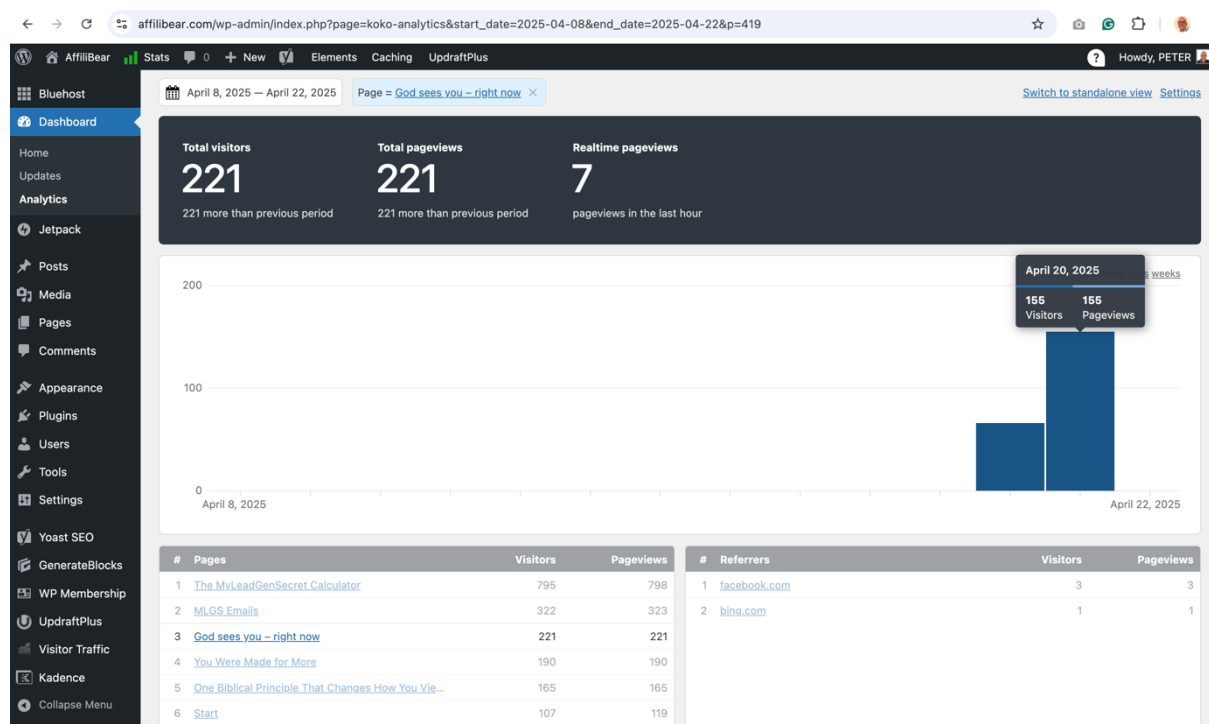 affilibear.com/wp-admin/index.php?page=koko-analytics&start_date=2025-04-08&end_date=2025-04-22&p=419
AffiliBear Stats 0 New Elements Caching UpdraftPlus ? Howdy, PETER
Bluehost
Dashboard
Home
Updates
Analytics
Jetpack
Posts
Media
Pages
Comments
Appearance
Plugins
Users
Tools
Settings
Yoast SEO
GenerateBlocks
WP Membership
UpdraftPlus
Visitor Traffic
Kadence
Collapse Menu
April 8, 2025 — April 22, 2025 Page = God sees you – right now × Switch to standalone view Settings
Total visitors Total pageviews Realtime pageviews
221 221 7
221 more than previous period 221 more than previous period pageviews in the last hour
April 20, 2025 weeks
155 155
Visitors Pageviews
200
100
0
April 8, 2025 April 22, 2025
# Pages Visitors Pageviews
1 The MyLeadGenSecret Calculator 795 798
2 MLGS Emails 322 323
3 God sees you – right now 221 221
4 You Were Made for More 190 190
5 One Biblical Principle That Changes How You Vie... 165 165
6 Start 107 119
# Referrers Visitors Pageviews
1 facebook.com 3 3
2 bing.com 1 1